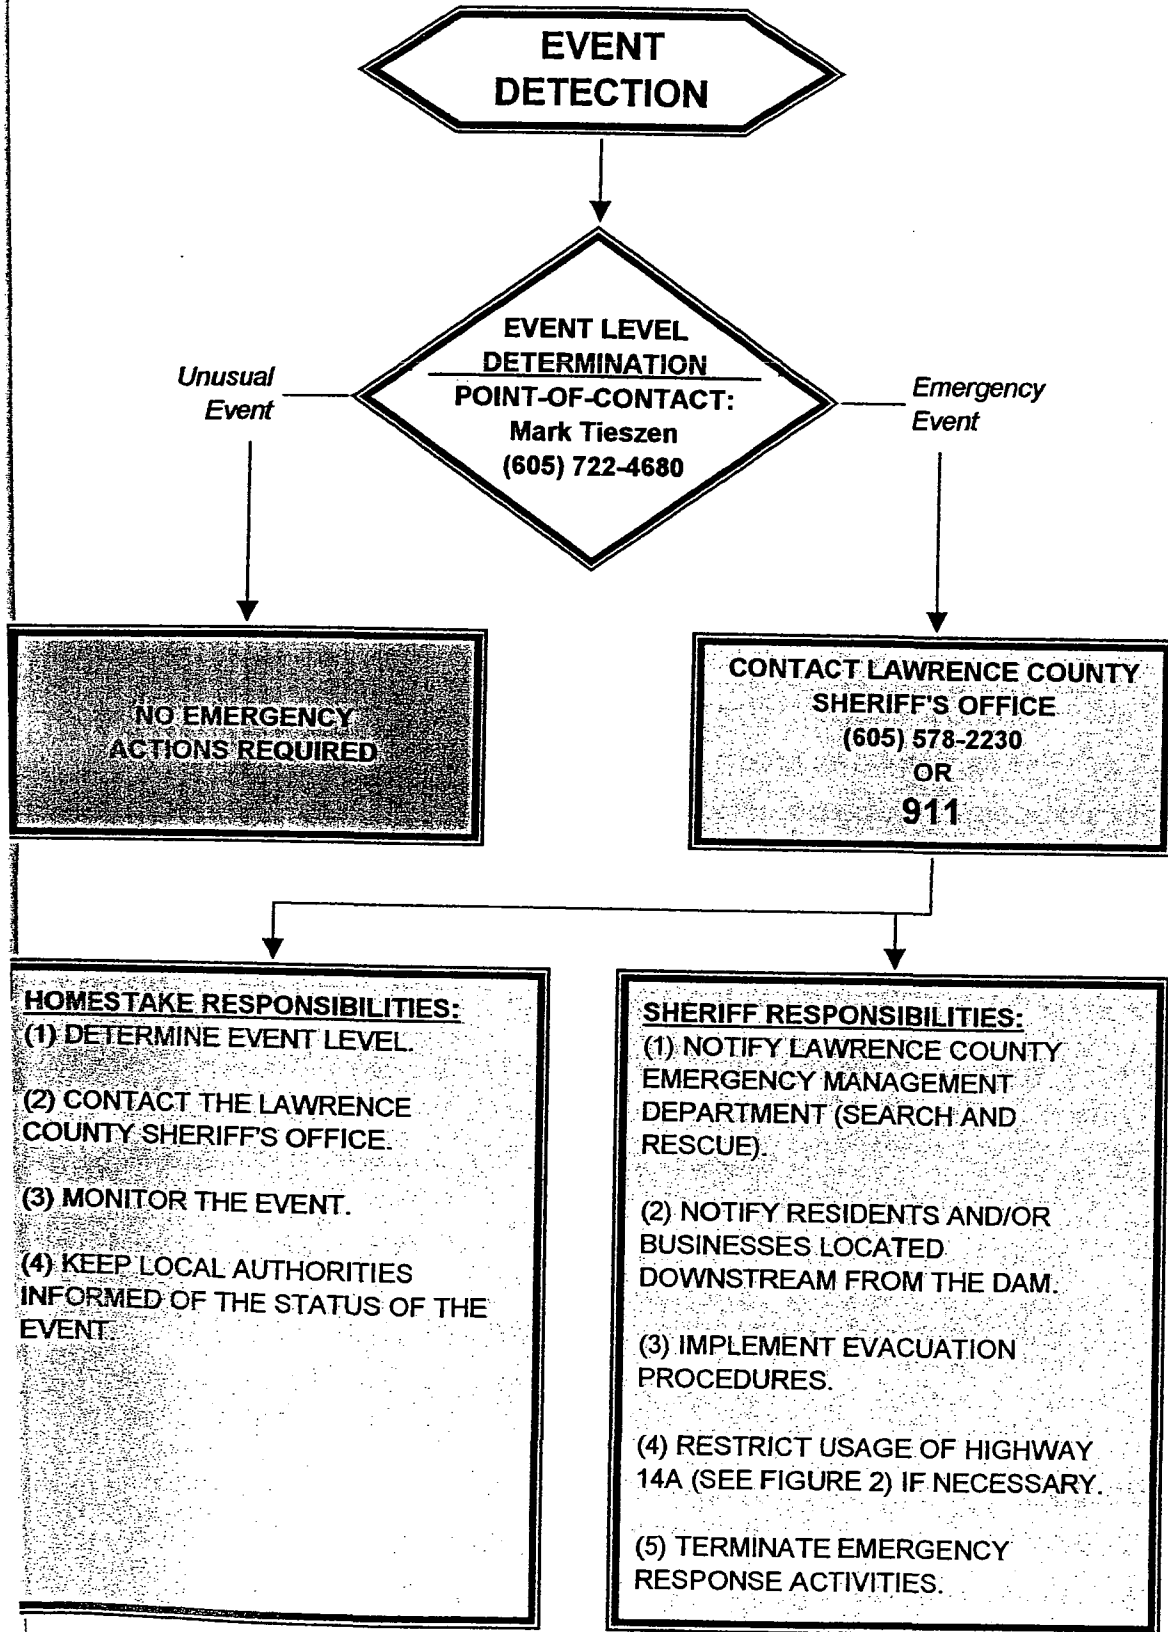 EVENT
DETECTION
EVENT LEVEL
DETERMINATION
POINT-OF-CONTACT:
Mark Tieszen
(605) 722-4680
Unusual
Event
Emergency
Event
NO EMERGENCY
ACTIONS REQUIRED
CONTACT LAWRENCE COUNTY
SHERIFF'S OFFICE
(605) 578-2230
OR
911
HOMESTAKE RESPONSIBILITIES:
(1) DETERMINE EVENT LEVEL.
(2) CONTACT THE LAWRENCE
COUNTY SHERIFF'S OFFICE.
(3) MONITOR THE EVENT.
(4) KEEP LOCAL AUTHORITIES
INFORMED OF THE STATUS OF THE
EVENT.
SHERIFF RESPONSIBILITIES:
(1) NOTIFY LAWRENCE COUNTY
EMERGENCY MANAGEMENT
DEPARTMENT (SEARCH AND
RESCUE).
(2) NOTIFY RESIDENTS AND/OR
BUSINESSES LOCATED
DOWNSTREAM FROM THE DAM.
(3) IMPLEMENT EVACUATION
PROCEDURES.
(4) RESTRICT USAGE OF HIGHWAY
14A (SEE FIGURE 2) IF NECESSARY.
(5) TERMINATE EMERGENCY
RESPONSE ACTIVITIES.